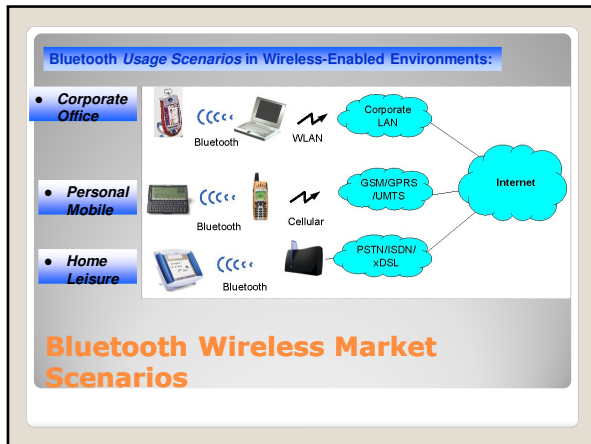 Bluetooth Usage Scenarios in Wireless-Enabled Environments:
• Corporate
Office
Bluetooth
WLAN
Corporate
LAN
• Personal
Mobile
Bluetooth
Cellular
GSM/GPRS
/UMTS
Internet
• Home
Leisure
Bluetooth
PSTN/ISDN/
xDSL
Bluetooth Wireless Market
Scenarios